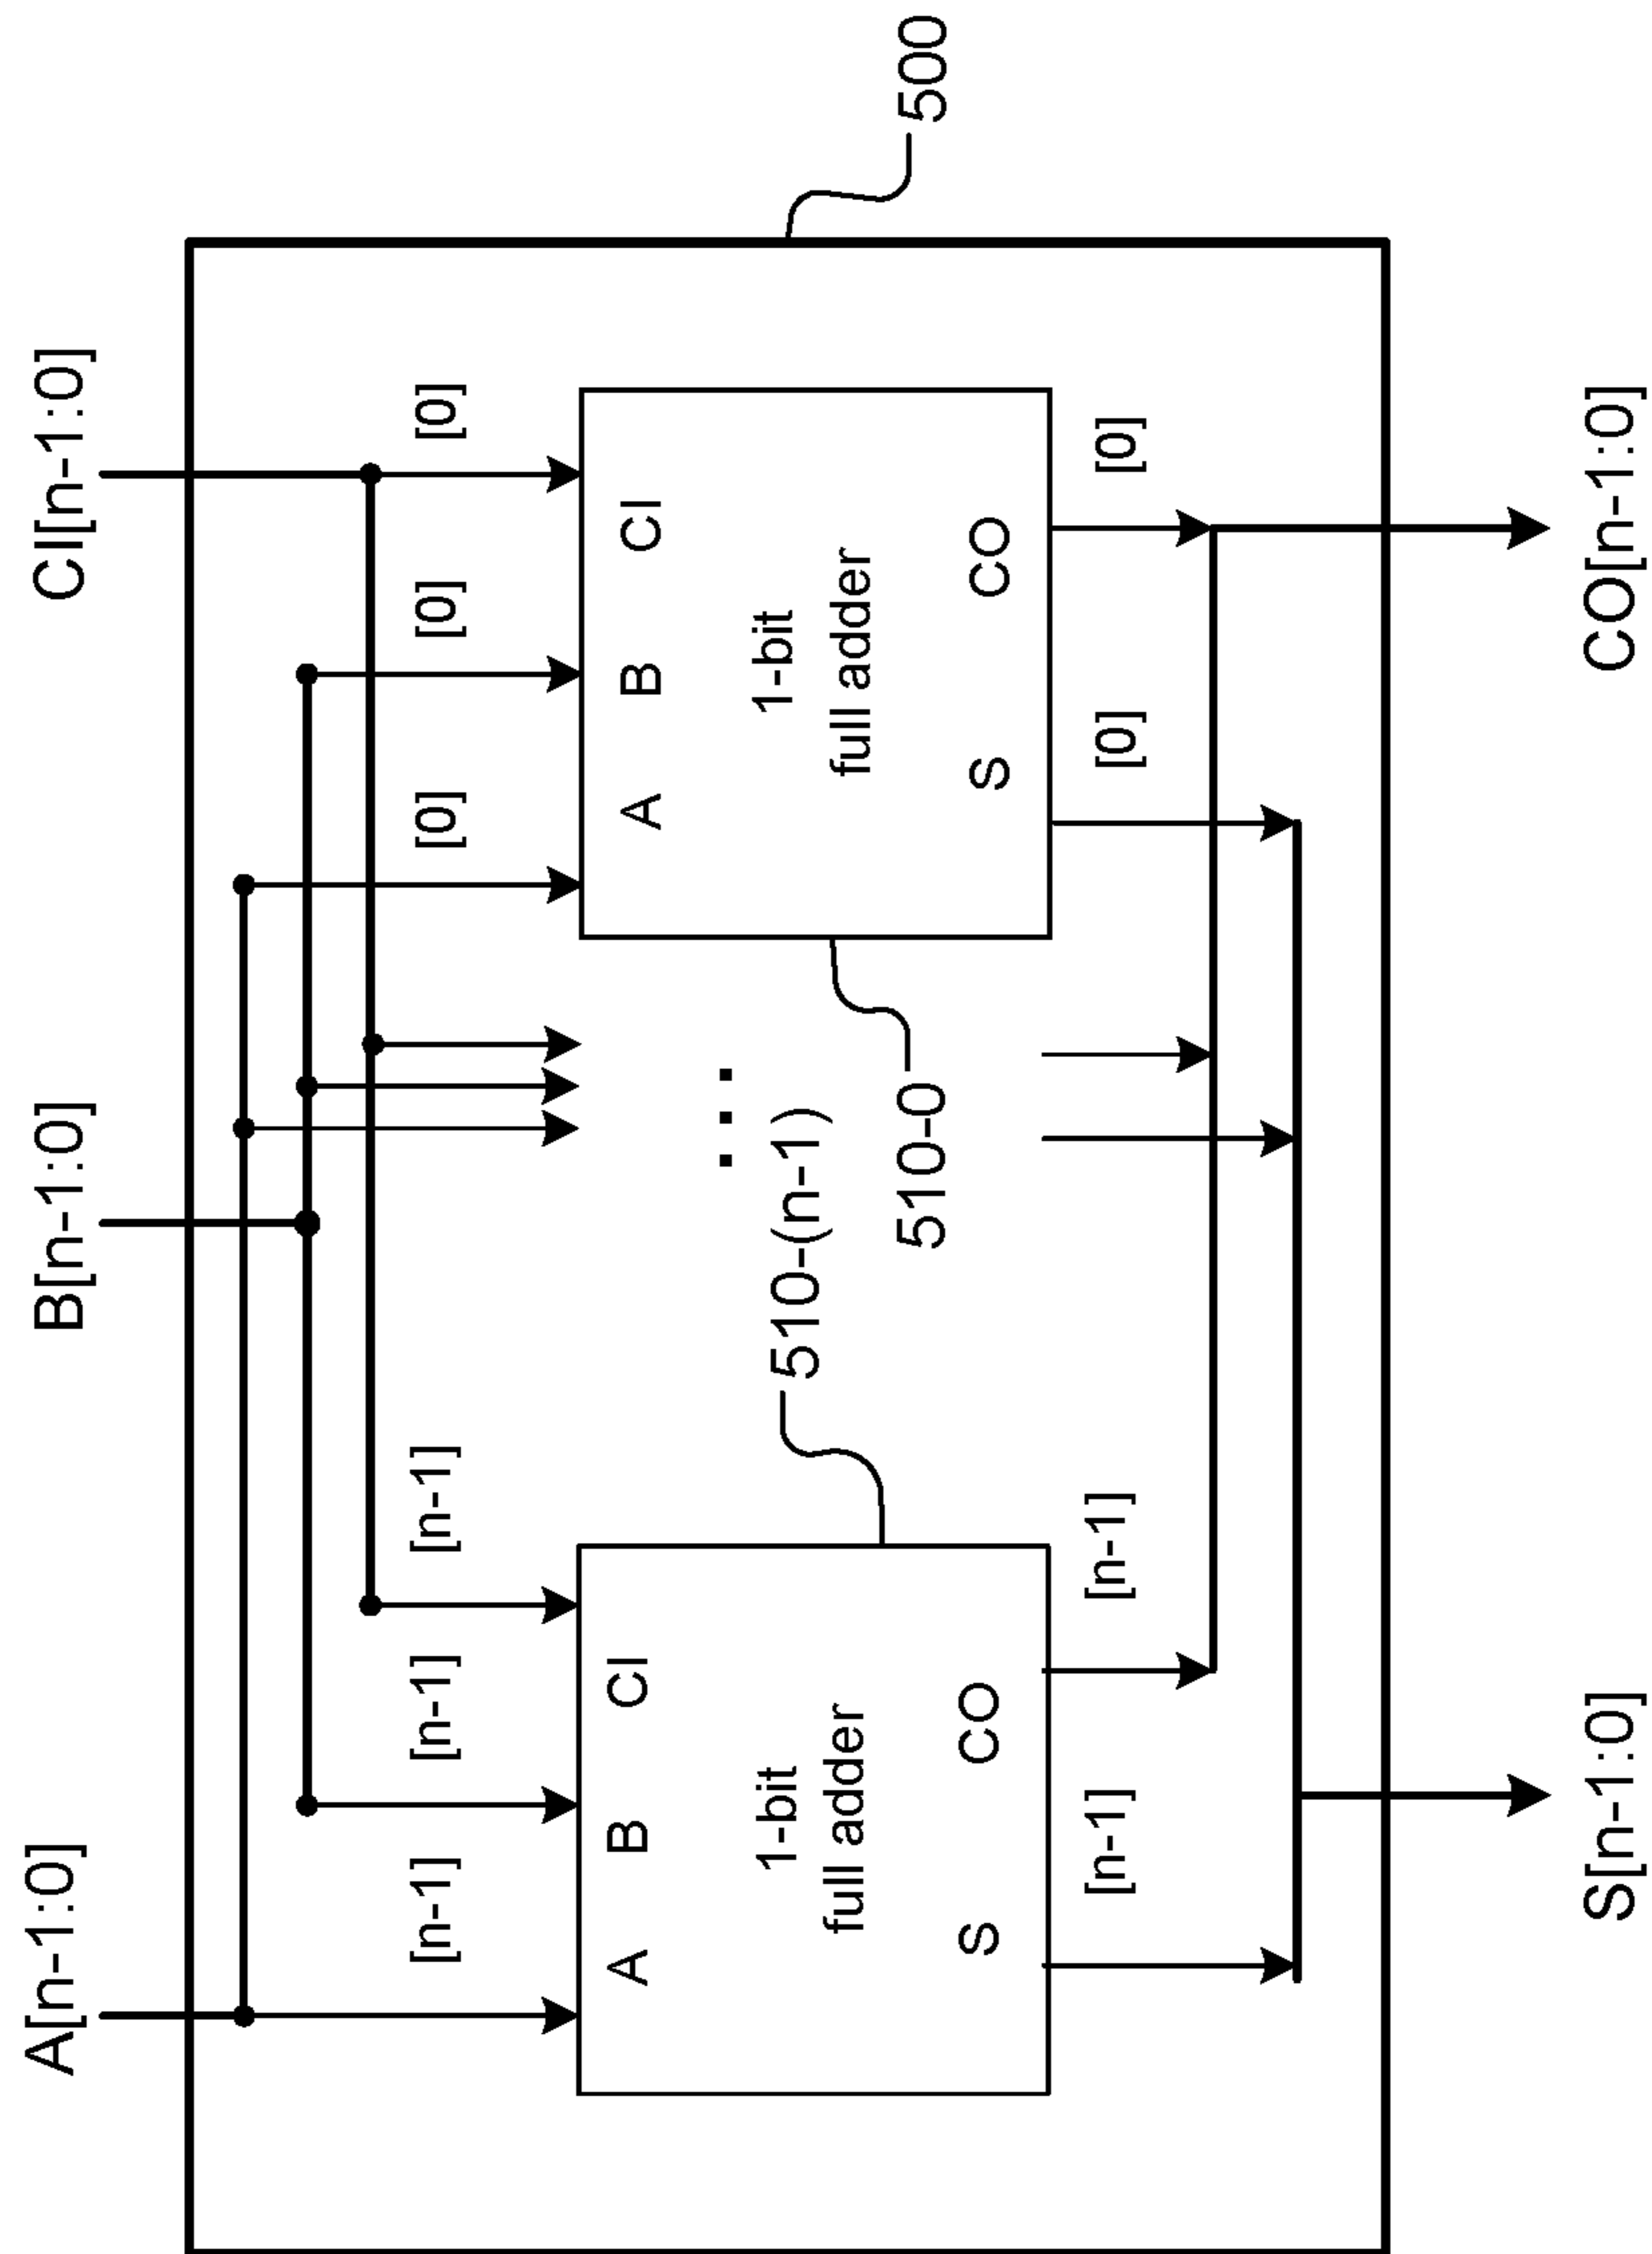 A[n-1:0]
B[n-1:0]
CI[n-1:0]
[n-1]
[n-1]
[n-1]
[0]
[0]
[0]
A
B
CI
A
B
CI
1-bit
full adder
1-bit
full adder
S
CO
S
CO
510-(n-1)
510-0
500
[n-1]
[n-1]
[0]
[0]
S[n-1:0]
CO[n-1:0]